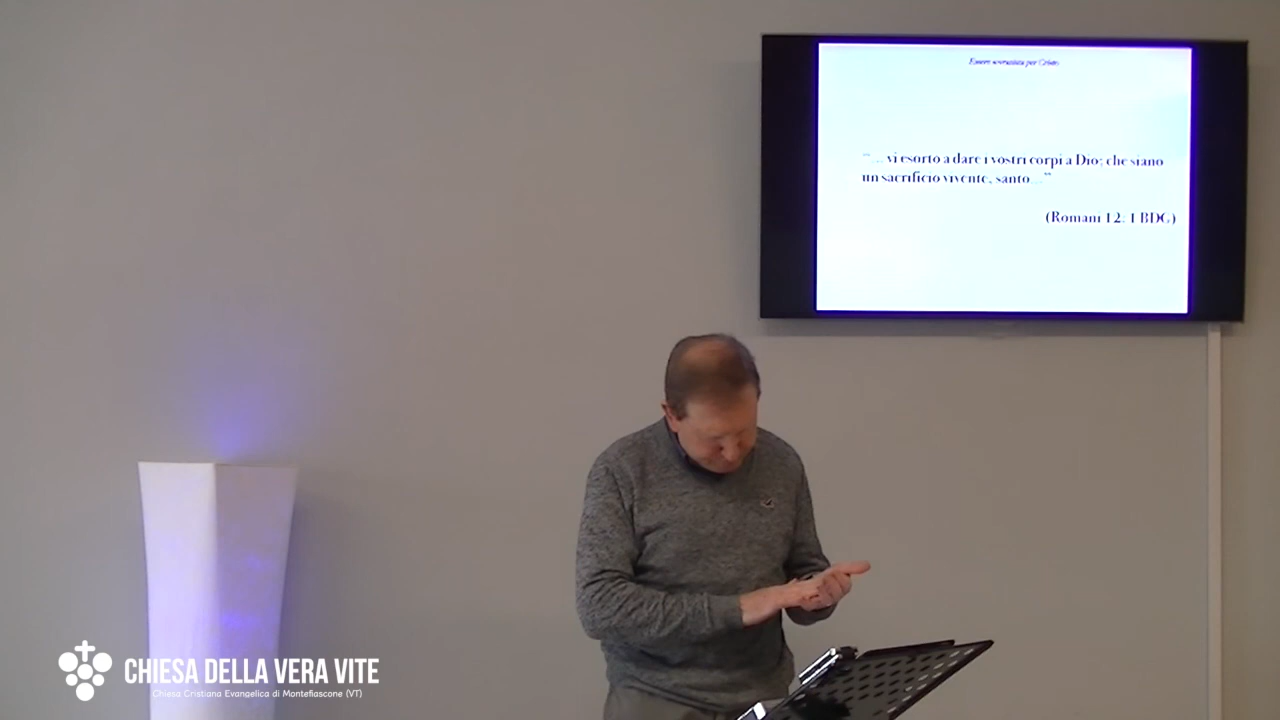 Essere sovrumani per Cristo
“... vi esorto a dare i vostri corpi a Dio; che siano
un sacrificio vivente, santo...”
(Romani 12: 1 BDG)
CHIESA DELLA VERA VITE
Chiesa Cristiana Evangelica di Montefiascone (VT)